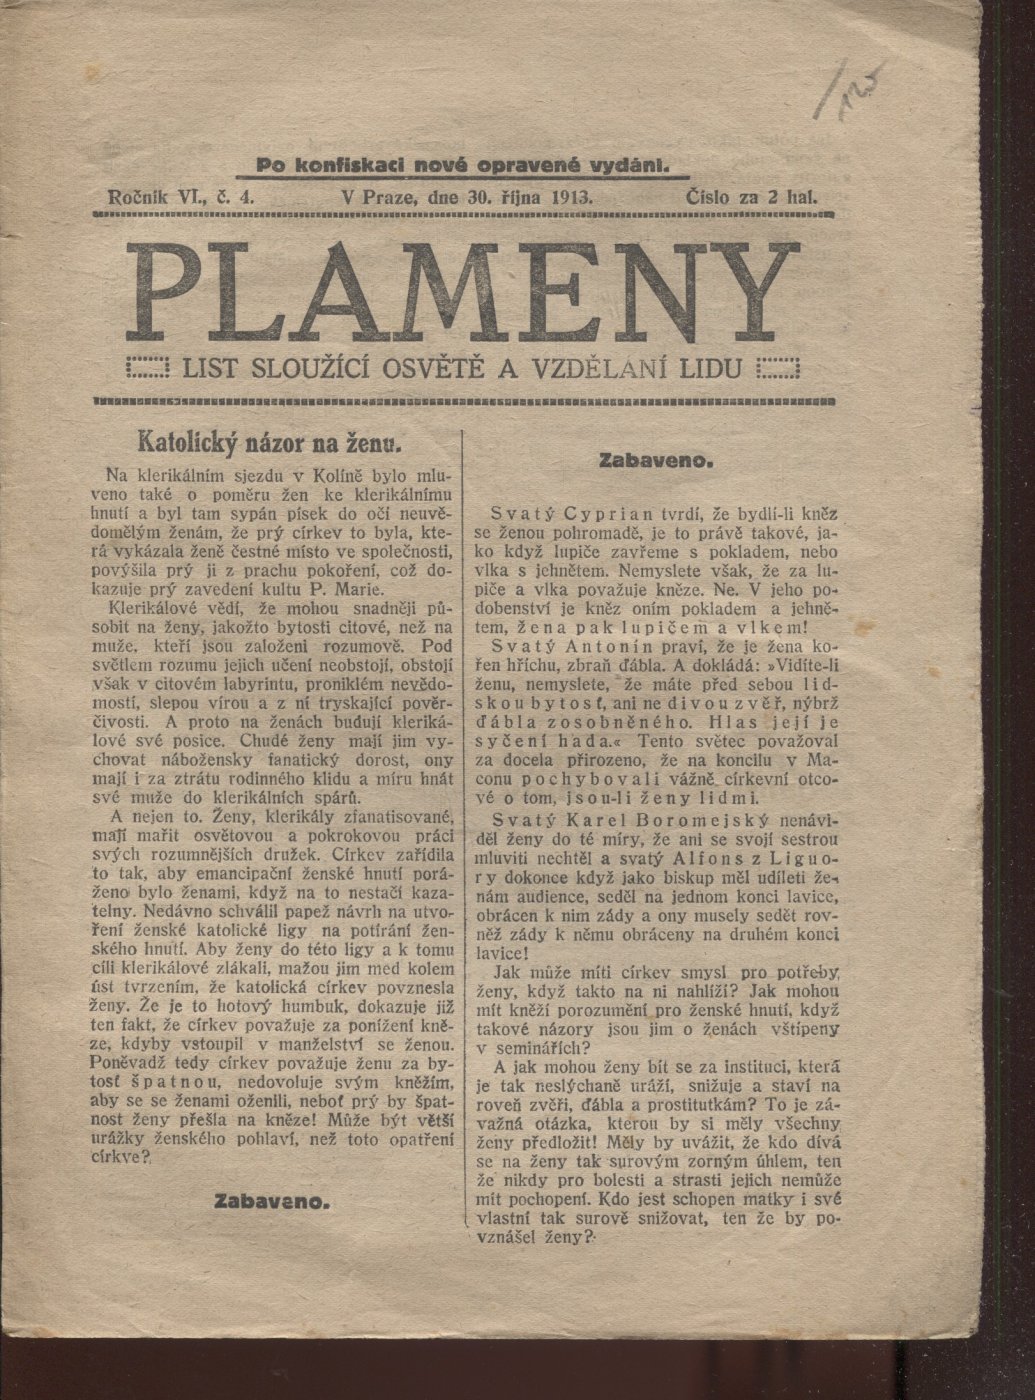 Po konfiskaci nové opravené vydání.
Ročník VI., č. 4. V Praze, dne 30. října 1913. Číslo za 2 hal.
PLAMENY
LIST SLOUŽÍCÍ OSVĚTĚ A VZDĚLANÍ LIDU
Katolický názor na ženu.
Na klerikálním sjezdu v Kolíně bylo mlu-
veno také o poměru žen ke klerikálnímu
hnutí a byl tam sypán písek do očí neuvě-
domělým ženám, že prý církev to byla, kte-
rá vykázala ženě čestné místo ve společnosti,
povýšila prý ji z prachu pokoření, což do-
kazuje prý zavedení kultu P. Marie.
Klerikálové vědí, že mohou snadněji pů-
sobit na ženy, jakožto bytosti citové, než na
muže, kteří jsou založeni rozumově. Pod
světlem rozumu jejich učení neobstojí, obstojí
však v citovém labyrintu, proniklém nevědo-
mostí, slepou vírou a z ní tryskající pověr-
čivosti. A proto na ženách budují kleriká-
lové své posice. Chudé ženy mají jim vy-
chovat nábožensky fanatický dorost, ony
mají i za ztrátu rodinného klidu a míru hnát
své muže do klerikálních spárů.
A nejen to. Ženy, klerikály zfanatisované,
mají mařit osvětovou a pokrokovou práci
svých rozumnějších družek. Církev zařídila
to tak, aby emancipační ženské hnutí porá-
ženo bylo ženami, když na to nestačí kaza-
telny. Nedávno schválil papež návrh na utvo-
ření ženské katolické ligy na potírání žen-
ského hnutí. Aby ženy do této ligy a k tomu
cíli klerikálové zlákali, mažou jim med kolem
úst tvrzením, že katolická církev povznesla
ženy. Že je to hotový humbuk, dokazuje již
ten fakt, že církev považuje za ponížení kně-
ze, kdyby vstoupil v manželství se ženou.
Poněvadž tedy církev považuje ženu za by-
tosť špatnou, nedovoluje svým kněžím,
aby se se ženami oženili, neboť prý by špat-
nost ženy přešla na kněze! Může být větší
urážky ženského pohlaví, než toto opatření
církve?
Zabaveno.
Zabaveno.
Svatý Cyprian tvrdí, že bydlí-li kněz
se ženou pohromadě, je to právě takové, ja-
ko když lupiče zavřeme s pokladem, nebo
vlka s jehnětem. Nemyslete však, že za lu-
piče a vlka považuje kněze. Ne. V jeho po-
dobenství je kněz oním pokladem a jehně-
tem, žena pak lupičem a vlkem!
Svatý Antonín praví, že je žena ko-
řen hříchu, zbraň ďábla. A dokládá: »Vidíte-li
ženu, nemyslete, že máte před sebou lid-
skou bytosť, ani ne divou zvěř, nýbrž
ďábla zosobněného. Hlas její je
syčení hada.« Tento světec považoval
za docela přirozeno, že na koncilu v Ma-
conu pochybovali vážně církevní otco-
vé o tom, jsou-li ženy lidmi.
Svatý Karel Boromejský nenávi-
děl ženy do té míry, že ani se svojí sestrou
mluviti nechtěl a svatý Alfons z Liguo-
ry dokonce když jako biskup měl udíleti že-
nám audience, seděl na jednom konci lavice,
obrácen k nim zády a ony musely sedět rov-
něž zády k němu obráceny na druhém konci
lavice!
Jak může míti církev smysl pro potřeby
ženy, když takto na ni nahlíží? Jak mohou
mít kněží porozumění pro ženské hnutí, když
takové názory jsou jim o ženách vštípeny
v seminářích?
A jak mohou ženy bít se za instituci, která
je tak neslýchaně uráží, snižuje a staví na
roveň zvěři, ďábla a prostitutkám? To je zá-
važná otázka, kterou by si měly všechny
ženy předložit! Měly by uvážit, že kdo dívá
se na ženy tak surovým zorným úhlem, ten
že nikdy pro bolesti a strasti jejich nemůže
mít pochopení. Kdo jest schopen matky i své
vlastní tak surově snižovat, ten že by po-
vznášel ženy?